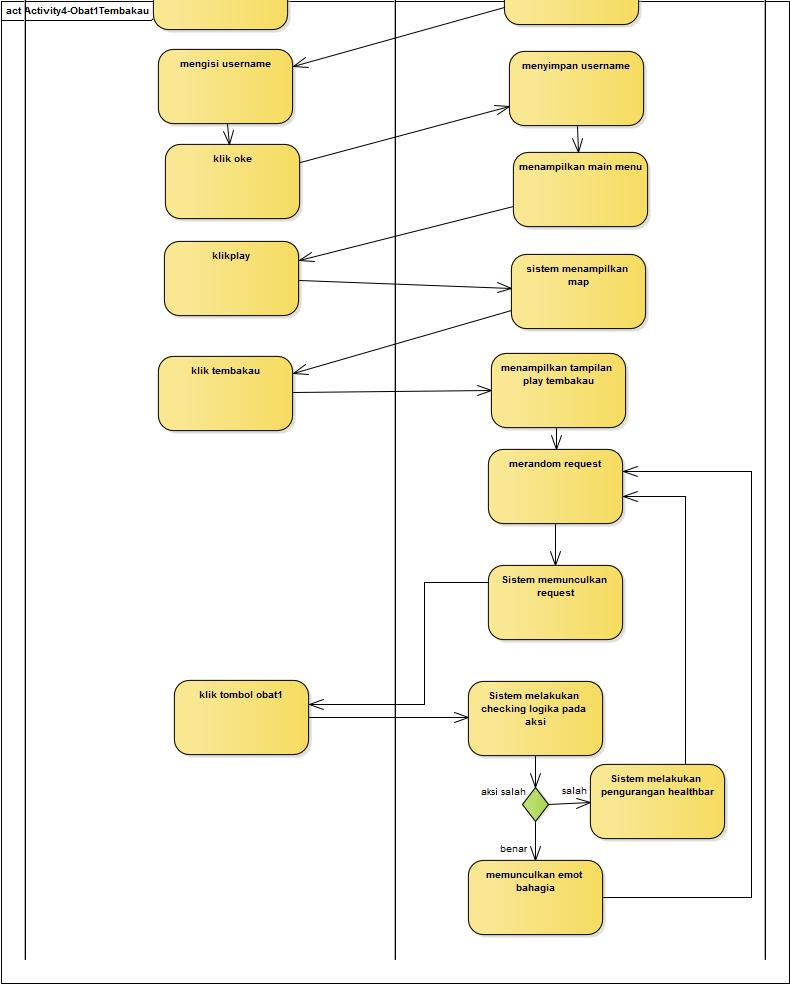 act Activity4-Obat1Tembakau
mengisi username
menyimpan username
klik oke
menampilkan main menu
klikplay
sistem menampilkan
map
klik tembakau
menampilkan tampilan
play tembakau
merandom request
Sistem memunculkan
request
klik tombol obat1
Sistem melakukan
checking logika pada
aksi
aksi salah
salah
Sistem melakukan
pengurangan healthbar
benar
memunculkan emot
bahagia